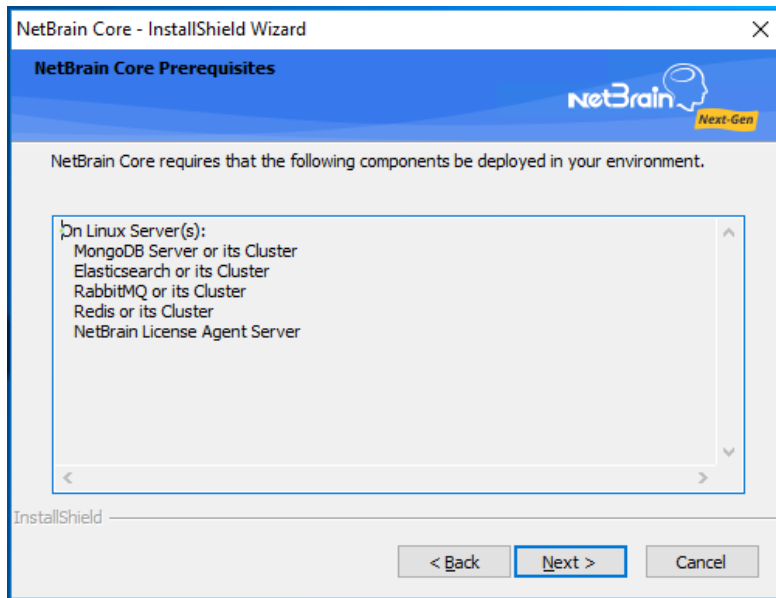 NetBrain Core - InstallShield Wizard
NetBrain Core Prerequisites
NetBrain
Next-Gen
NetBrain Core requires that the following components be deployed in your environment.
On Linux Server(s):
MongoDB Server or its Cluster
Elasticsearch or its Cluster
RabbitMQ or its Cluster
Redis or its Cluster
NetBrain License Agent Server
InstallShield
< Back
Next >
Cancel